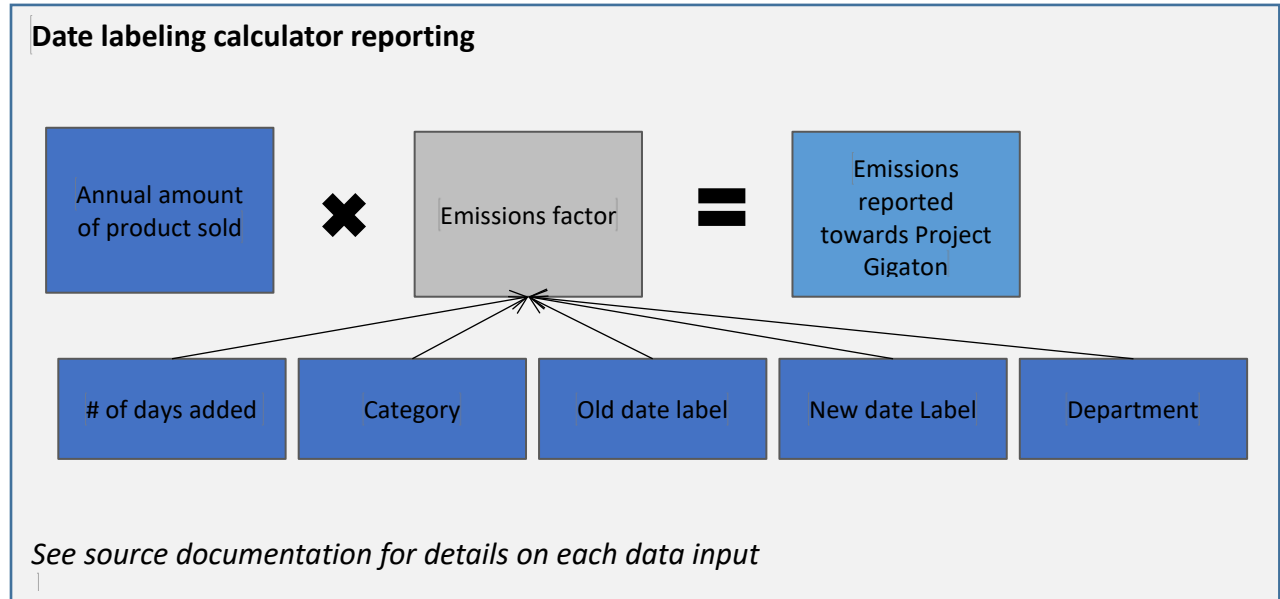 Date labeling calculator reporting
Annual amount
of product sold
Emissions factor
Emissions
reported
towards Project
Gigaton
# of days added
Category
Old date label
New date Label
Department
See source documentation for details on each data input